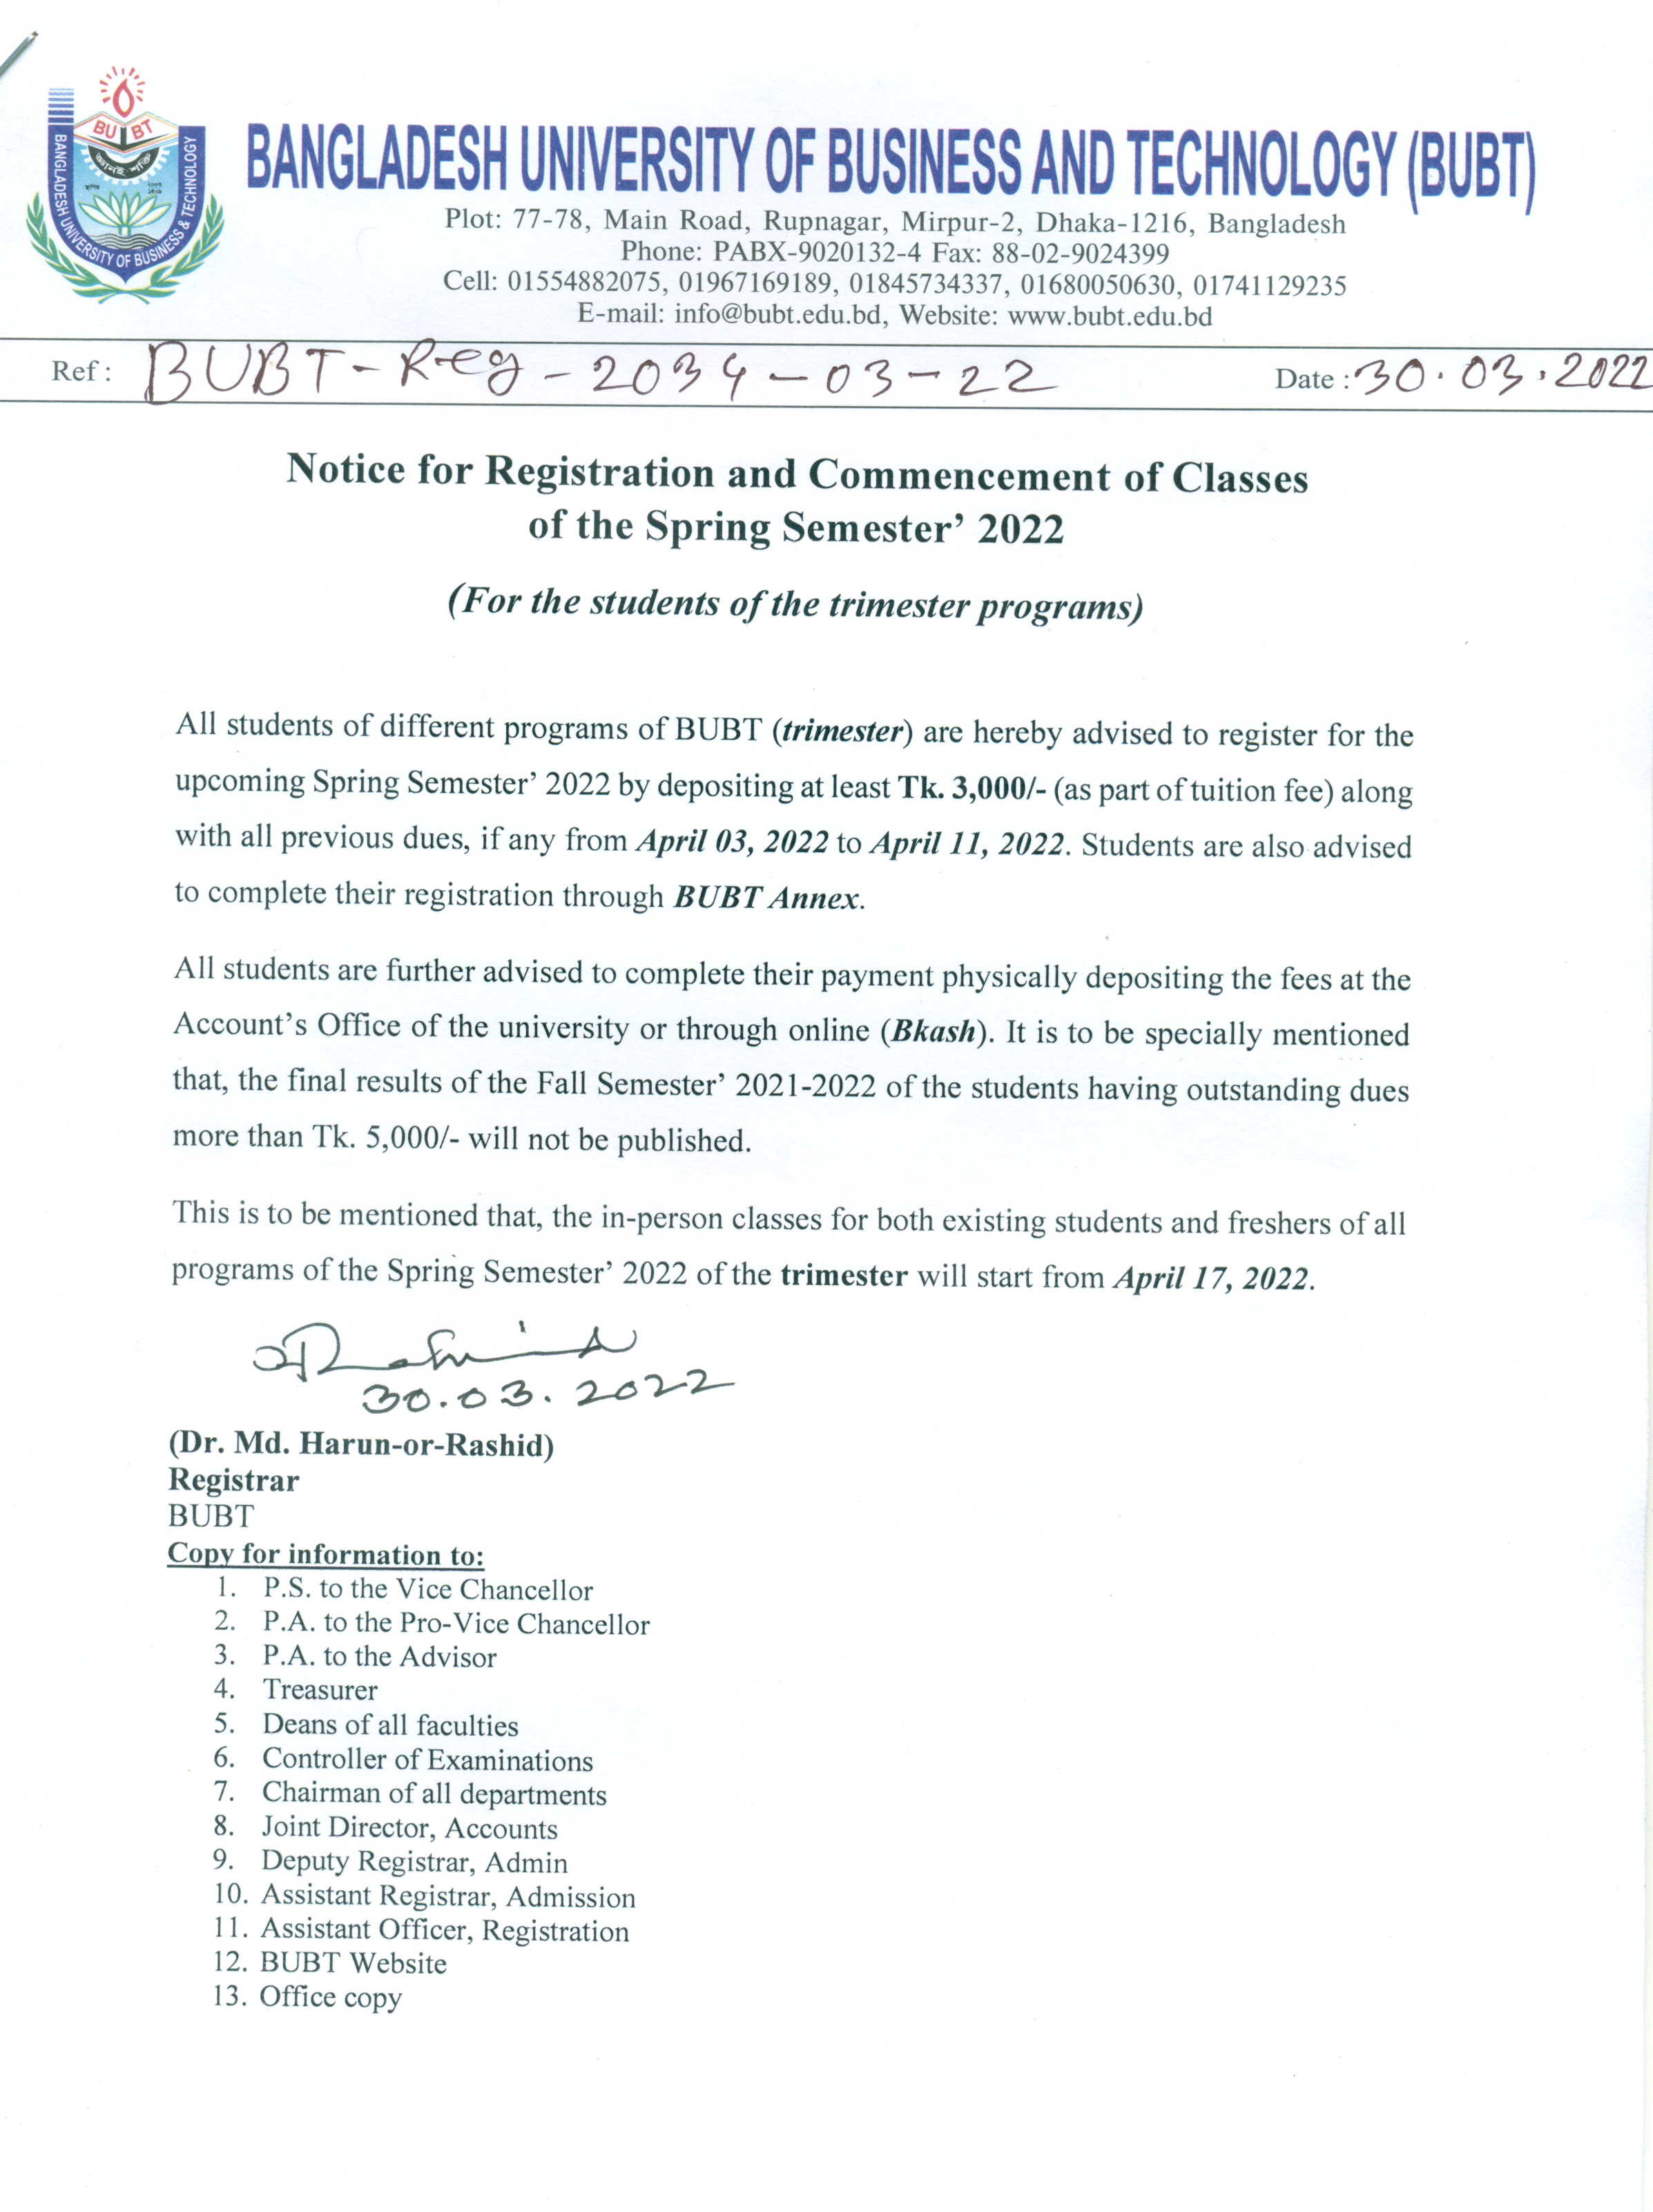 BU BT
BANGLADESH UNIVERSITY OF BUSINESS & TECHNOLOGY
BANGLADESH UNIVERSITY OF BUSINESS AND TECHNOLOGY (BUBT)
Plot: 77-78, Main Road, Rupnagar, Mirpur-2, Dhaka-1216, Bangladesh
Phone: PABX-9020132-4 Fax: 88-02-9024399
Cell: 01554882075, 01967169189, 01845734337, 01680050630, 01741129235
E-mail: info@bubt.edu.bd, Website: www.bubt.edu.bd
Ref : BUBT-Reg-2034-03-22 Date : 30.03.2022
Notice for Registration and Commencement of Classes
of the Spring Semester’ 2022
(For the students of the trimester programs)
All students of different programs of BUBT (trimester) are hereby advised to register for the
upcoming Spring Semester’ 2022 by depositing at least Tk. 3,000/- (as part of tuition fee) along
with all previous dues, if any from April 03, 2022 to April 11, 2022. Students are also advised
to complete their registration through BUBT Annex.
All students are further advised to complete their payment physically depositing the fees at the
Account’s Office of the university or through online (Bkash). It is to be specially mentioned
that, the final results of the Fall Semester’ 2021-2022 of the students having outstanding dues
more than Tk. 5,000/- will not be published.
This is to be mentioned that, the in-person classes for both existing students and freshers of all
programs of the Spring Semester’ 2022 of the trimester will start from April 17, 2022.
30.03.2022
(Dr. Md. Harun-or-Rashid)
Registrar
BUBT
Copy for information to:
1. P.S. to the Vice Chancellor
2. P.A. to the Pro-Vice Chancellor
3. P.A. to the Advisor
4. Treasurer
5. Deans of all faculties
6. Controller of Examinations
7. Chairman of all departments
8. Joint Director, Accounts
9. Deputy Registrar, Admin
10. Assistant Registrar, Admission
11. Assistant Officer, Registration
12. BUBT Website
13. Office copy